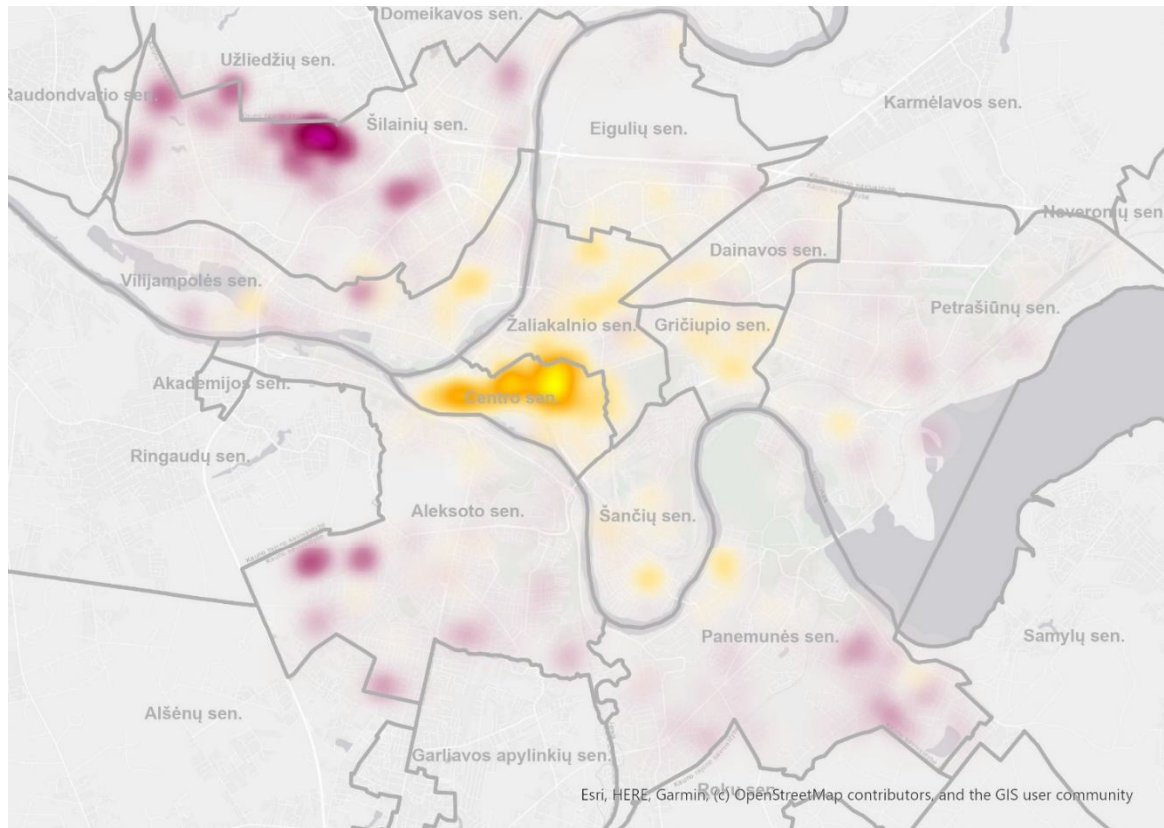 Domeikavos sen.
Užliedžių sen.
Raudondvario sen.
Karmėlavos sen.
Šilainių sen.
Eigulių sen.
Neveronių sen.
Dainavos sen.
Vilijampolės sen.
Petrašiūnų sen.
Žaliakalnio sen.
Gričiupio sen.
Akademijos sen.
Centro sen.
Ringaudų sen.
Aleksoto sen.
Šančių sen.
Panemunės sen.
Samylų sen.
Alšėnų sen.
Garliavos apylinkių sen.
Rokų sen.
Esri, HERE, Garmin, (c) OpenStreetMap contributors, and the GIS user community